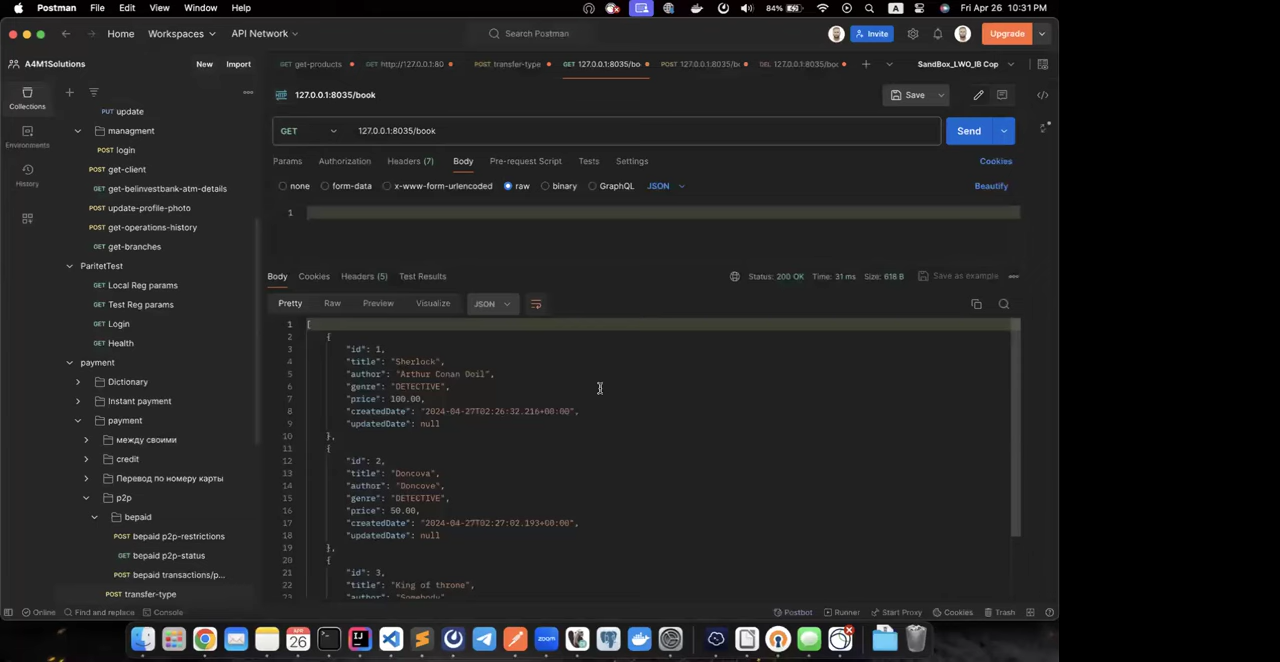 Postman File Edit View Window Help 84% A Fri Apr 26 10:31 PM
Home Workspaces API Network Search Postman Invite Upgrade
A4M1Solutions New Import get-products http://127.0.0.1:80 transfer-type GET 127.0.0.1:8035/bo POST 127.0.0.1:8035/b DEL 127.0.0.1:8035/bo SandBox_LWO_IB Cop
Collections
Environments
History
PUT update
managment
POST login
POST get-client
GET get-belinvestbank-atm-details
POST update-profile-photo
POST get-operations-history
GET get-branches
ParitetTest
GET Local Reg params
GET Test Reg params
POST Login
GET Health
payment
Dictionary
Instant payment
payment
между своими
credit
Перевод по номеру карты
p2p
bepaid
POST bepaid p2p-restrictions
GET bepaid p2p-status
POST bepaid transactions/p...
POST transfer-type
127.0.0.1:8035/book Save
GET 127.0.0.1:8035/book Send
Params Authorization Headers (7) Body Pre-request Script Tests Settings Cookies
none form-data x-www-form-urlencoded raw binary GraphQL JSON Beautify
1
Body Cookies Headers (5) Test Results Status: 200 OK Time: 31 ms Size: 618 B Save as example
Pretty Raw Preview Visualize JSON
1 [
2 {
3 "id": 1,
4 "title": "Sherlock",
5 "author": "Arthur Conan Doil",
6 "genre": "DETECTIVE",
7 "price": 100.00,
8 "createdDate": "2024-04-27T02:26:32.216+00:00",
9 "updatedDate": null
10 },
11 {
12 "id": 2,
13 "title": "Doncova",
14 "author": "Doncove",
15 "genre": "DETECTIVE",
16 "price": 50.00,
17 "createdDate": "2024-04-27T02:27:02.193+00:00",
18 "updatedDate": null
19 },
20 {
21 "id": 3,
22 "title": "King of throne",
23 "author": "Somebody",
Online Find and replace Console Postbot Runner Start Proxy Cookies Trash
APR
26
zoom